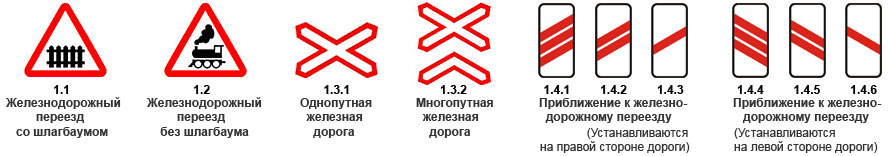 1.1
Железнодорожный
переезд
со шлагбаумом
1.2
Железнодорожный
переезд
без шлагбаума
1.3.1
Однопутная
железная
дорога
1.3.2
Многопутная
железная
дорога
1.4.1 1.4.2 1.4.3
Приближение к железно-
дорожному переезду
(Устанавливаются
на правой стороне дороги)
1.4.4 1.4.5 1.4.6
Приближение к железно-
дорожному переезду
(Устанавливаются
на левой стороне дороги)